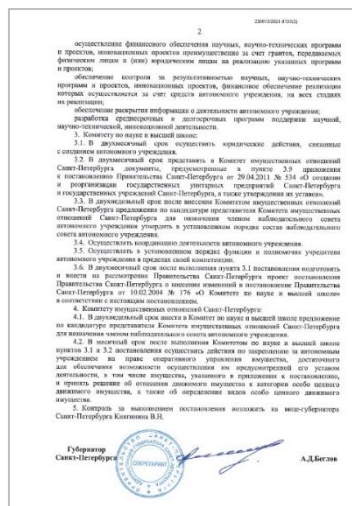 2
осуществление финансового обеспечения научных, научно-технических программ
и проектов, инновационных проектов преимущественно за счет грантов, передаваемых
физическим лицам и (или) юридическим лицам на реализацию указанных программ
и проектов;
обеспечение контроля за результативностью научных, научно-технических
программ и проектов, инновационных проектов, финансовое обеспечение реализации
которых осуществляется за счет средств автономного учреждения, на всех стадиях
их реализации;
обеспечение раскрытия информации о деятельности автономного учреждения;
разработка среднесрочных и долгосрочных программ поддержки научной,
научно-технической, инновационной деятельности.
3. Комитету по науке и высшей школе:
3.1. В двухмесячный срок осуществить юридические действия, связанные
с созданием автономного учреждения.
3.2. В двухмесячный срок представить в Комитет имущественных отношений
Санкт-Петербурга документы, предусмотренные в пункте 3.9 приложения
к постановлению Правительства Санкт-Петербурга от 29.04.2011 № 534 «О создании
и реорганизации государственных унитарных предприятий Санкт-Петербурга
и государственных учреждений Санкт-Петербурга, а также утверждении их уставов».
3.3. В двухмесячный срок после внесения Комитетом имущественных отношений
Санкт-Петербурга предложения по кандидатуре представителя Комитета имущественных
отношений Санкт-Петербурга для назначения членом наблюдательного совета
автономного учреждения утвердить в установленном порядке состав наблюдательного
совета автономного учреждения.
3.4. Осуществлять координацию деятельности автономного учреждения.
3.5. Осуществлять в установленном порядке функции и полномочия учредителя
автономного учреждения в пределах своей компетенции.
3.6. В двухмесячный срок после выполнения пункта 3.1 постановления подготовить
и внести на рассмотрение Правительства Санкт-Петербурга проект постановления
Правительства Санкт-Петербурга о внесении изменений в постановление Правительства
Санкт-Петербурга от 10.02.2004 № 176 «О Комитете по науке и высшей школе»
в соответствии с настоящим постановлением.
4. Комитету имущественных отношений Санкт-Петербурга:
4.1. В двухнедельный срок внести в Комитет по науке и высшей школе предложение
по кандидатуре представителя Комитета имущественных отношений Санкт-Петербурга
для назначения членом наблюдательного совета автономного учреждения.
4.2. В месячный срок после выполнения Комитетом по науке и высшей школе
пунктов 3.1 и 3.2 постановления осуществить действия по закреплению за автономным
учреждением на праве оперативного управления имущества, достаточного
для обеспечения возможности осуществления им предусмотренной его уставом
деятельности, в том числе имущества, указанного в приложении к постановлению,
и принять решение об отнесении движимого имущества к категории особо ценного
движимого имущества, а также об определении видов особо ценного движимого
имущества.
5. Контроль за выполнением постановления возложить на вице-губернатора
Санкт-Петербурга Княгинина В.Н.
Губернатор
Санкт-Петербурга
А.Д.Беглов
СЕКРЕТАРИАТ